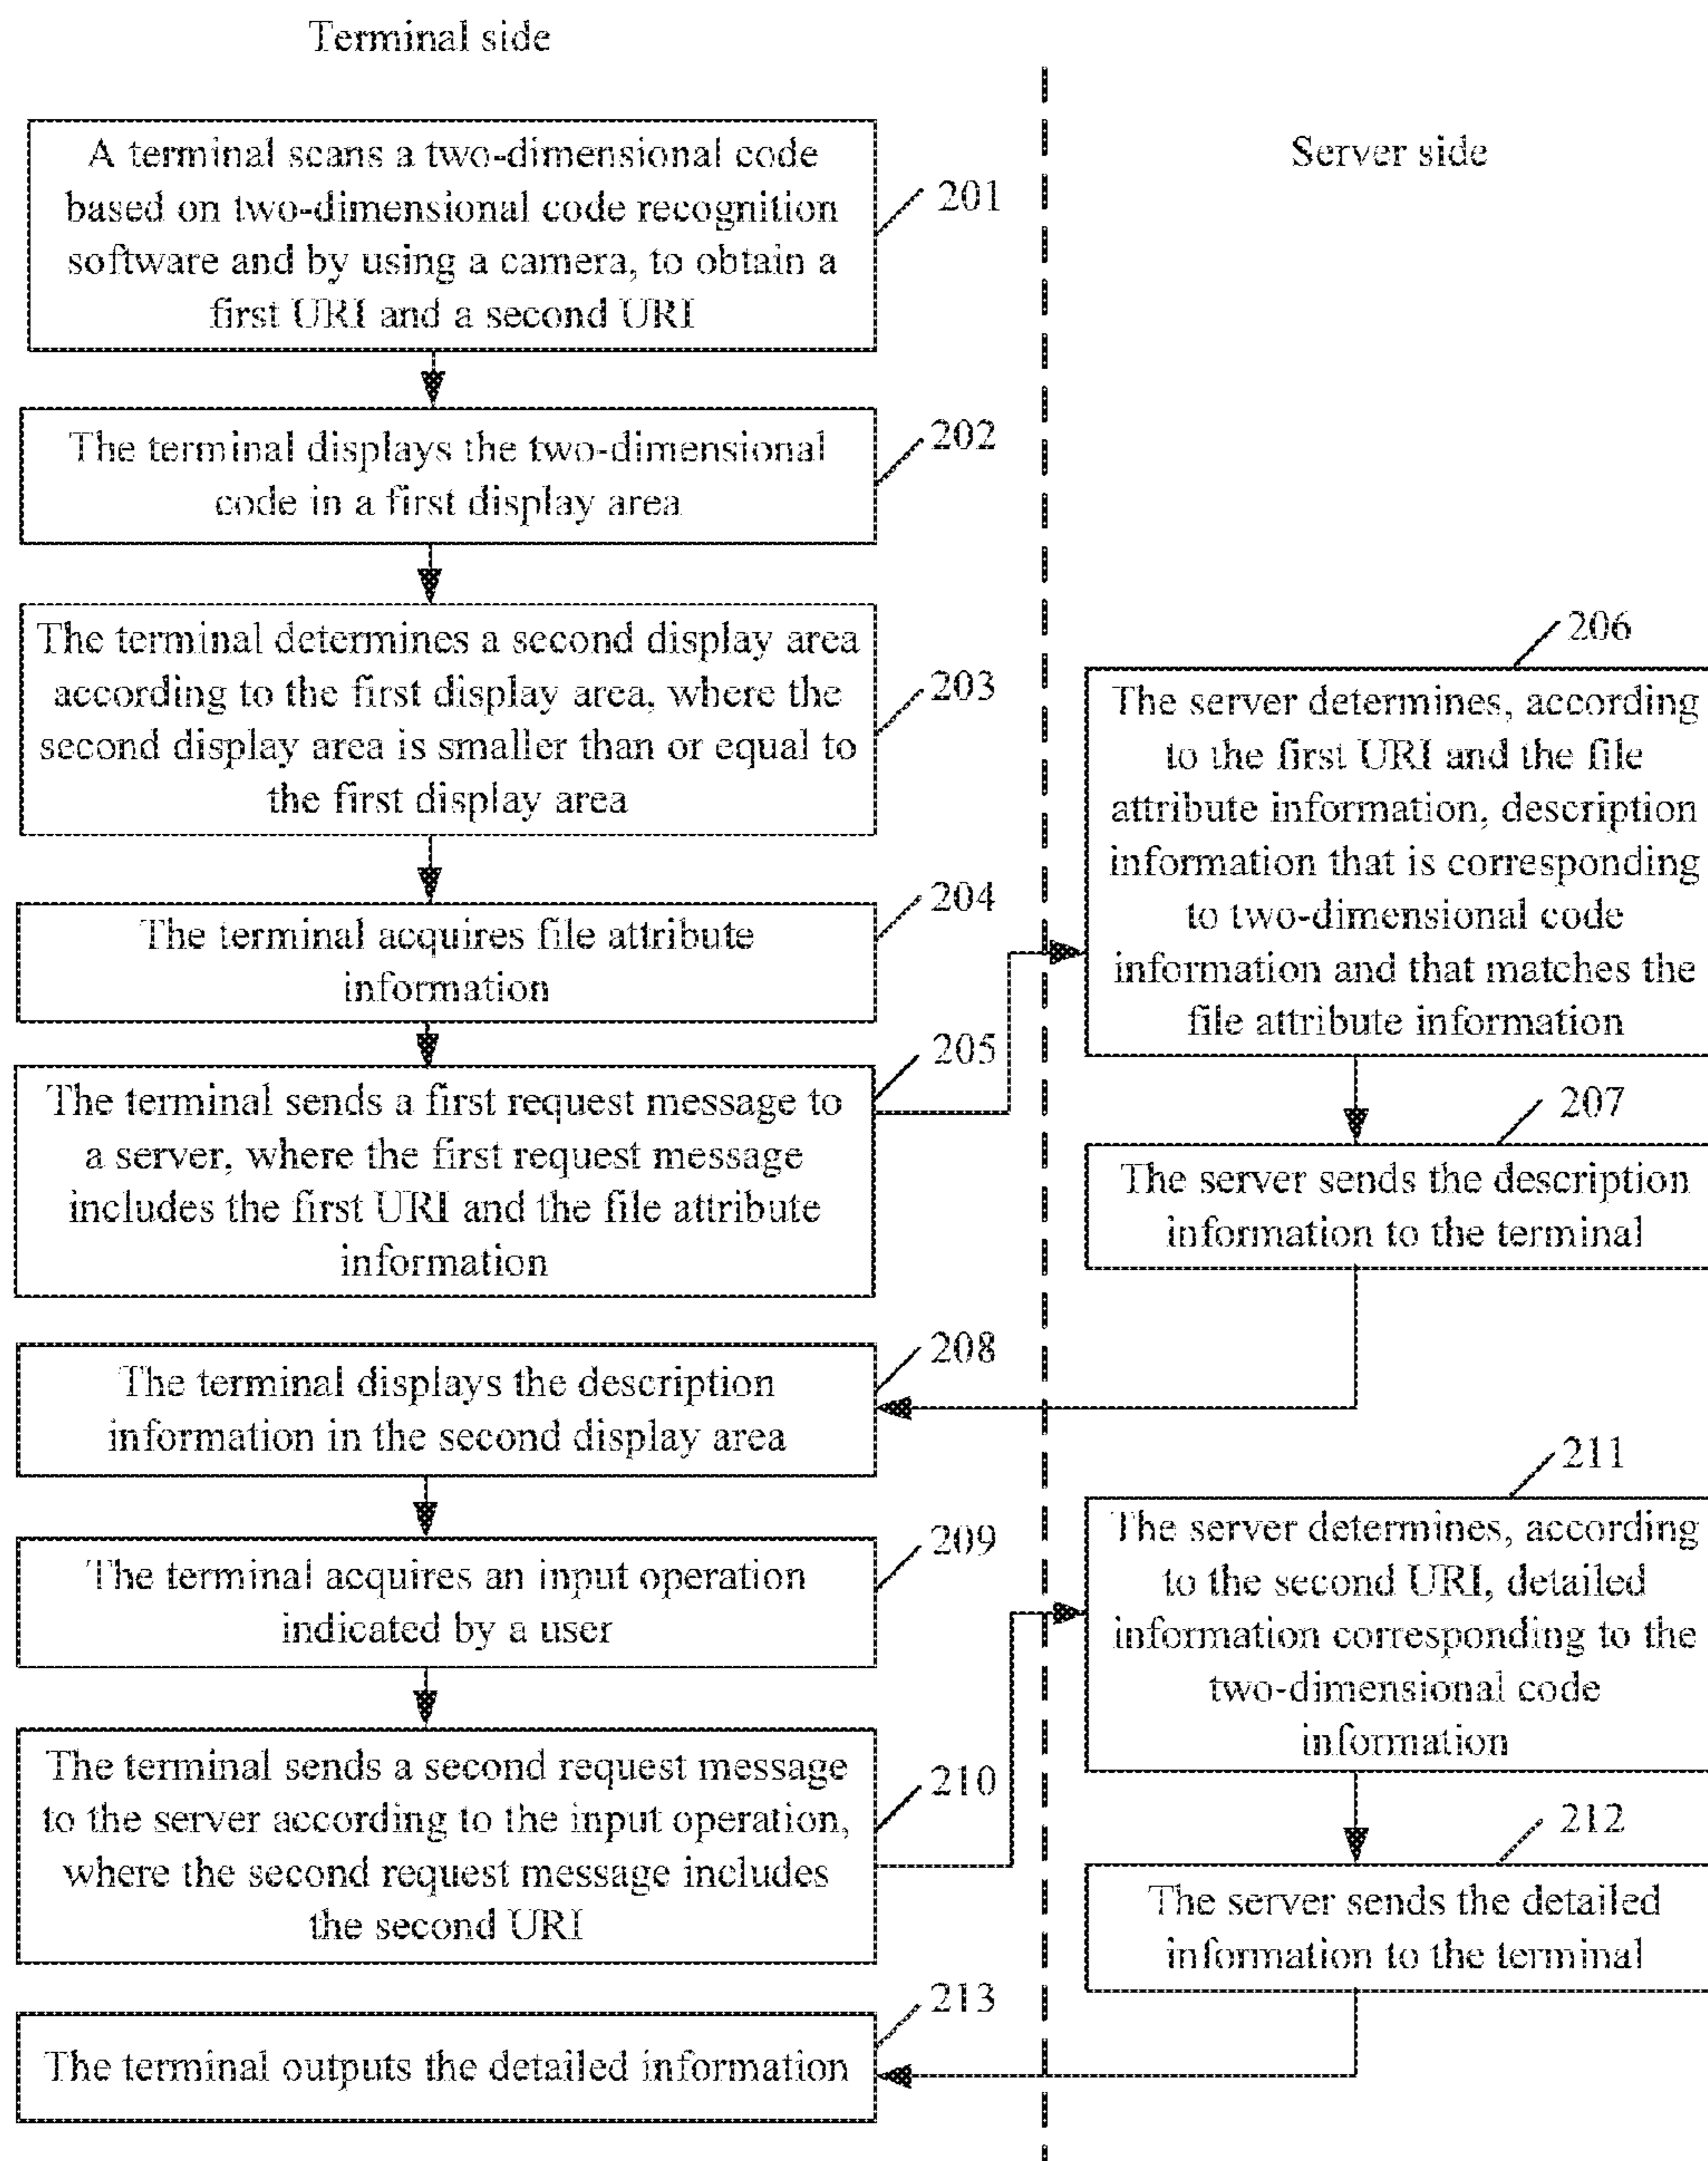 Terminal side
A terminal scans a two-dimensional code
based on two-dimensional code recognition
software and by using a camera, to obtain a
first URI and a second URI
201
The terminal displays the two-dimensional
code in a first display area
202
The terminal determines a second display area
according to the first display area, where the
second display area is smaller than or equal to
the first display area
203
The terminal acquires file attribute
information
204
The terminal sends a first request message to
a server, where the first request message
includes the first URI and the file attribute
information
205
Server side
206
The server determines, according
to the first URI and the file
attribute information, description
information that is corresponding
to two-dimensional code
information and that matches the
file attribute information
207
The server sends the description
information to the terminal
208
The terminal displays the description
information in the second display area
209
The terminal acquires an input operation
indicated by a user
210
The terminal sends a second request message
to the server according to the input operation,
where the second request message includes
the second URI
211
The server determines, according
to the second URI, detailed
information corresponding to the
two-dimensional code
information
212
The server sends the detailed
information to the terminal
213
The terminal outputs the detailed information